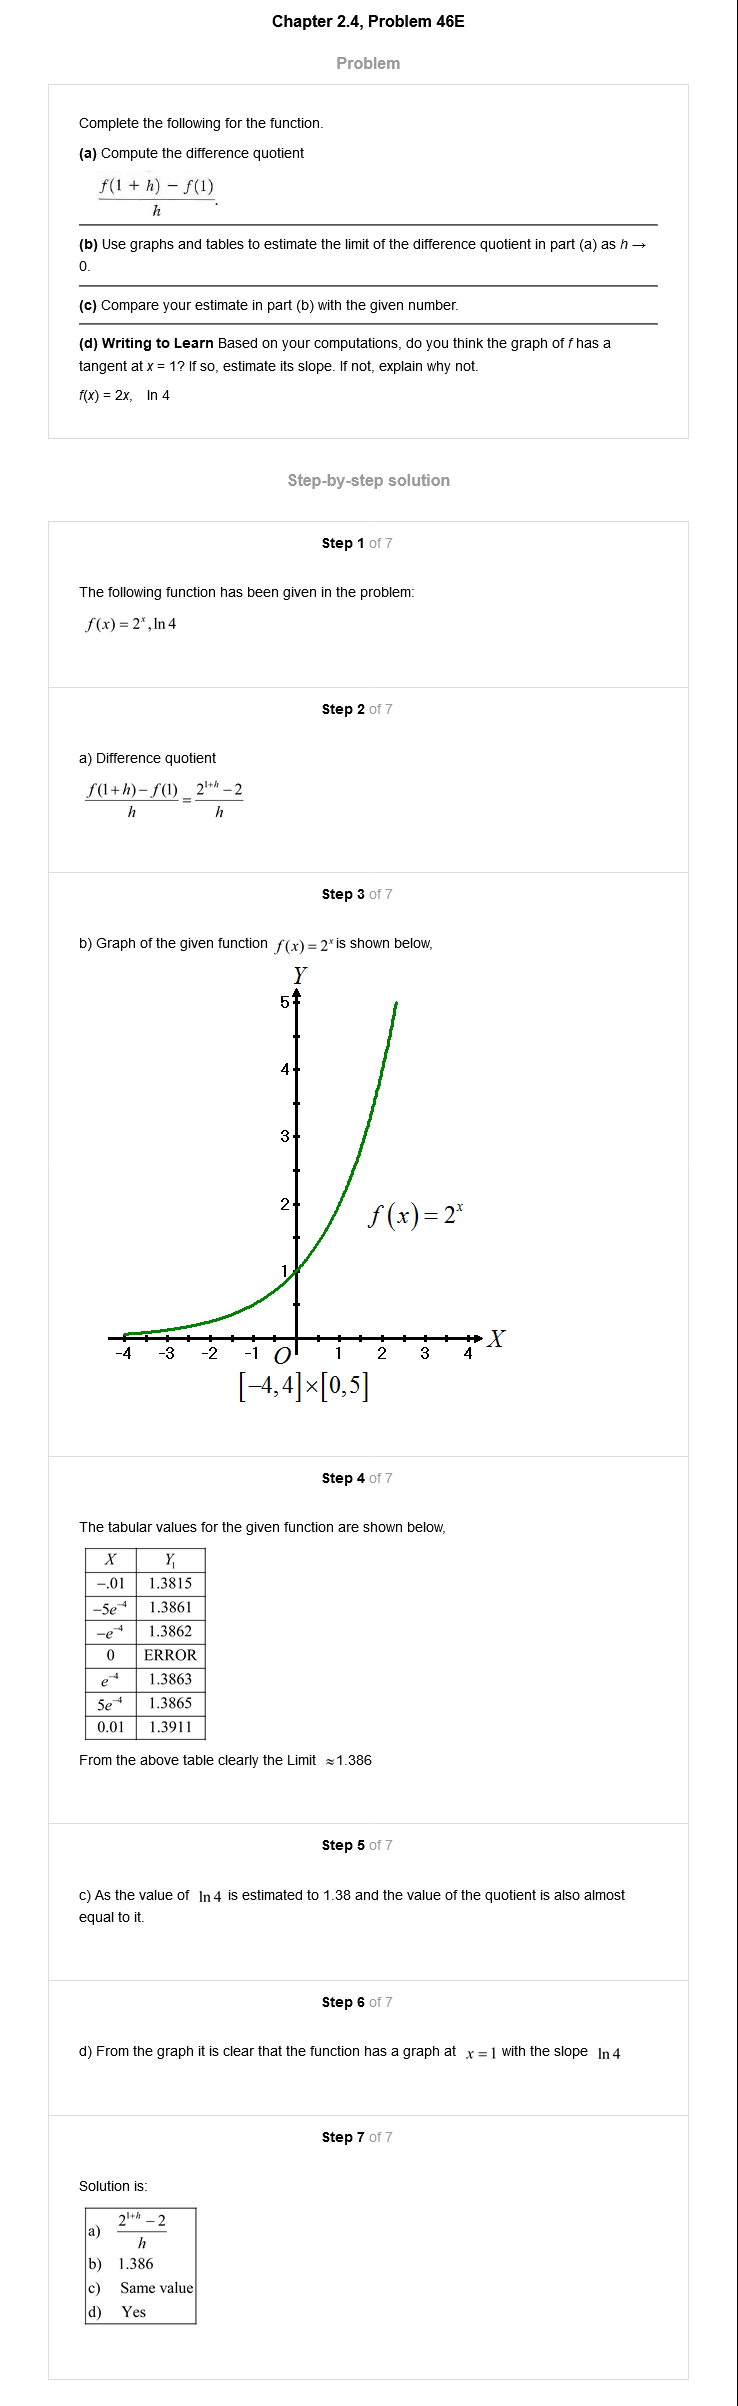 Chapter 2.4, Problem 46E
Problem
Complete the following for the function.
(a) Compute the difference quotient
f(1 + h) − f(1)
h .
(b) Use graphs and tables to estimate the limit of the difference quotient in part (a) as h →
0.
(c) Compare your estimate in part (b) with the given number.
(d) Writing to Learn Based on your computations, do you think the graph of f has a
tangent at x = 1? If so, estimate its slope. If not, explain why not.
f(x) = 2x, ln 4
Step-by-step solution
Step 1 of 7
The following function has been given in the problem:
f(x) = 2^x, ln 4
Step 2 of 7
a) Difference quotient
f(1+h) − f(1) / h = 2^{1+h} − 2 / h
Step 3 of 7
b) Graph of the given function f(x) = 2^x is shown below,
Y
5
4
3
2
f(x) = 2^x
1
X
-4 -3 -2 -1 O 1 2 3 4
[−4,4]×[0,5]
Step 4 of 7
The tabular values for the given function are shown below,
X Y₁
−.01 1.3815
−5e^{−4} 1.3861
−e^{−4} 1.3862
0 ERROR
e^{−4} 1.3863
5e^{−4} 1.3865
0.01 1.3911
From the above table clearly the Limit ≈1.386
Step 5 of 7
c) As the value of ln 4 is estimated to 1.38 and the value of the quotient is also almost
equal to it.
Step 6 of 7
d) From the graph it is clear that the function has a graph at x = 1 with the slope ln 4
Step 7 of 7
Solution is:
a) 2^{1+h} − 2 / h
b) 1.386
c) Same value
d) Yes